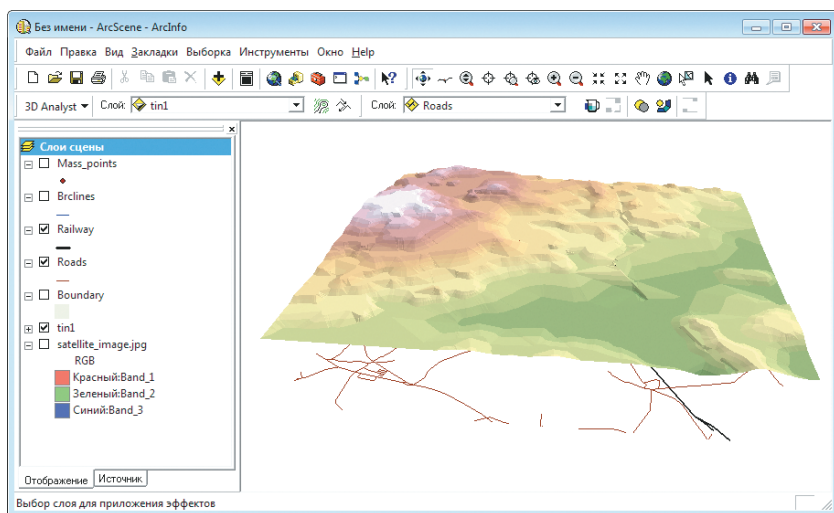 Без имени - ArcScene - ArcInfo
Файл Правка Вид Закладки Выборка Инструменты Окно Help
3D Analyst Слой: tin1 Слой: Roads
Слои сцены
Mass_points
Brclines
Railway
Roads
Boundary
tin1
satellite_image.jpg
RGB
Красный:Band_1
Зеленый:Band_2
Синий:Band_3
Отображение Источник
Выбор слоя для приложения эффектов